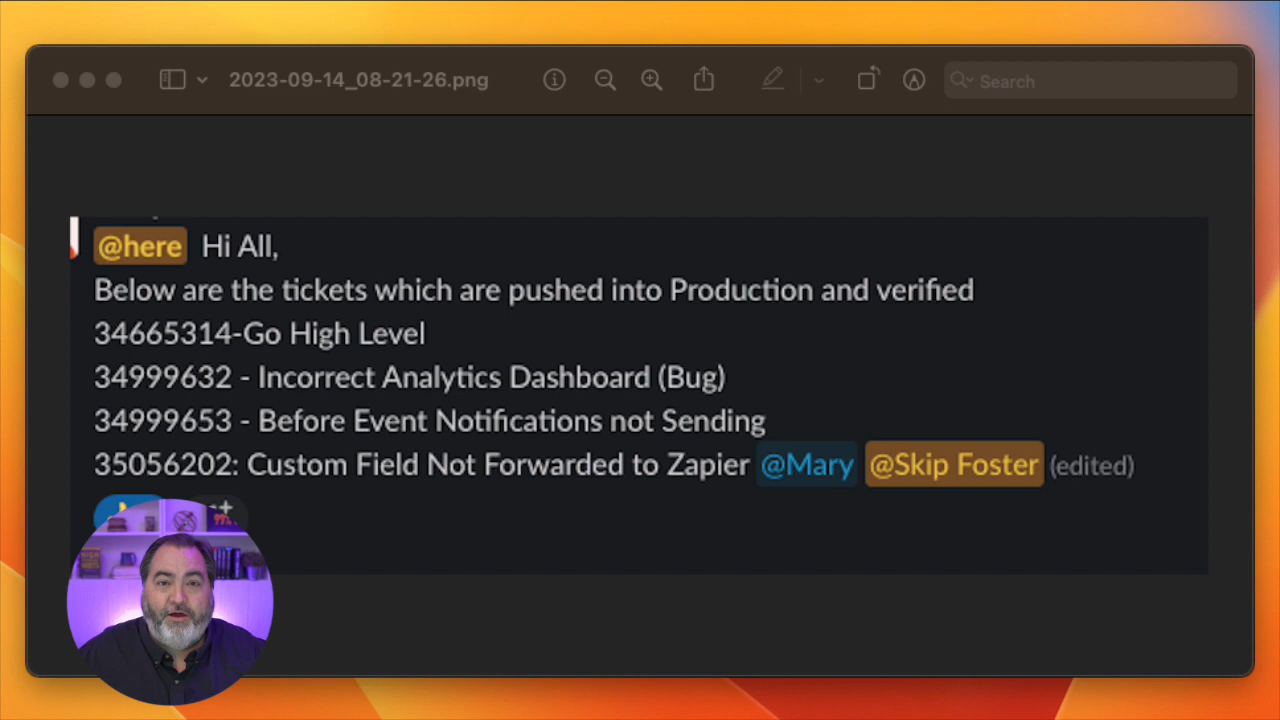 2023-09-14_08-21-26.png
Search
@here Hi All,
Below are the tickets which are pushed into Production and verified
34665314-Go High Level
34999632 - Incorrect Analytics Dashboard (Bug)
34999653 - Before Event Notifications not Sending
35056202: Custom Field Not Forwarded to Zapier @Mary @Skip Foster (edited)